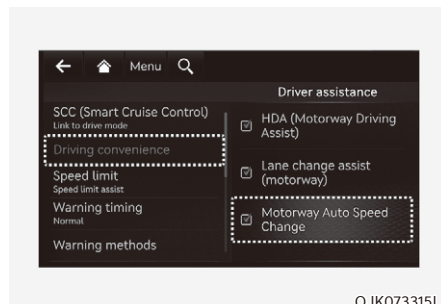 Menu
Driver assistance
SCC (Smart Cruise Control)
Link to drive mode
Driving convenience
Speed limit
Speed limit assist
Warning timing
Normal
Warning methods
HDA (Motorway Driving
Assist)
Lane change assist
(motorway)
Motorway Auto Speed
Change